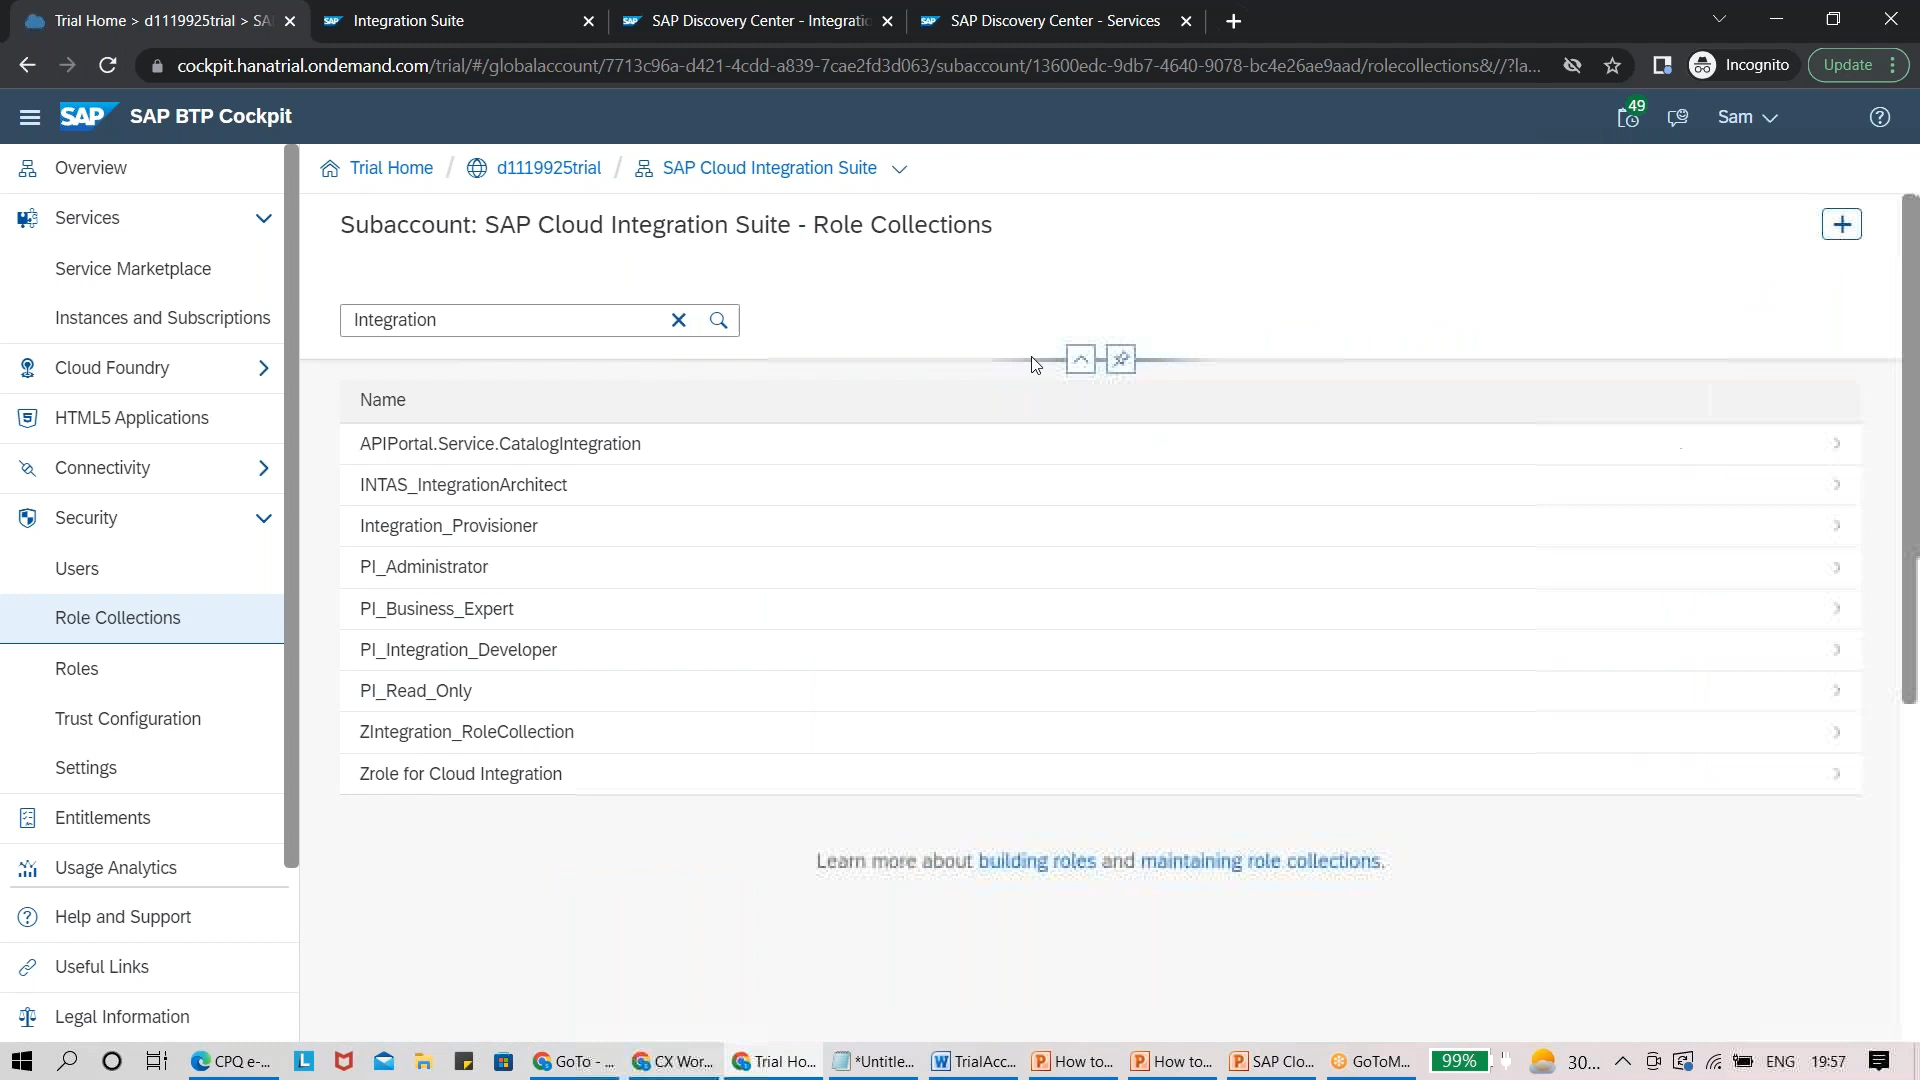 Trial Home > d1119925trial > SA
Integration Suite
SAP Discovery Center - Integratio
SAP Discovery Center - Services
cockpit.hanatrial.ondemand.com/trial/#/globalaccount/7713c96a-d421-4cdd-a839-7cae2fd3d063/subaccount/13600edc-9db7-4640-9078-bc4e26ae9aad/rolecollections&//?la...
Incognito
Update
SAP
SAP BTP Cockpit
49
Sam
Overview
Services
Service Marketplace
Instances and Subscriptions
Cloud Foundry
HTML5 Applications
Connectivity
Security
Users
Role Collections
Roles
Trust Configuration
Settings
Entitlements
Usage Analytics
Help and Support
Useful Links
Legal Information
Trial Home / d1119925trial / SAP Cloud Integration Suite
Subaccount: SAP Cloud Integration Suite - Role Collections
Integration
Name
APIPortal.Service.CatalogIntegration
INTAS_IntegrationArchitect
Integration_Provisioner
PI_Administrator
PI_Business_Expert
PI_Integration_Developer
PI_Read_Only
ZIntegration_RoleCollection
Zrole for Cloud Integration
Learn more about building roles and maintaining role collections.
CPQ e-...
GoTo - ...
CX Wor...
Trial Ho...
*Untitle...
TrialAcc...
How to...
How to...
SAP Clo...
GoToM...
99%
30...
ENG
19:57